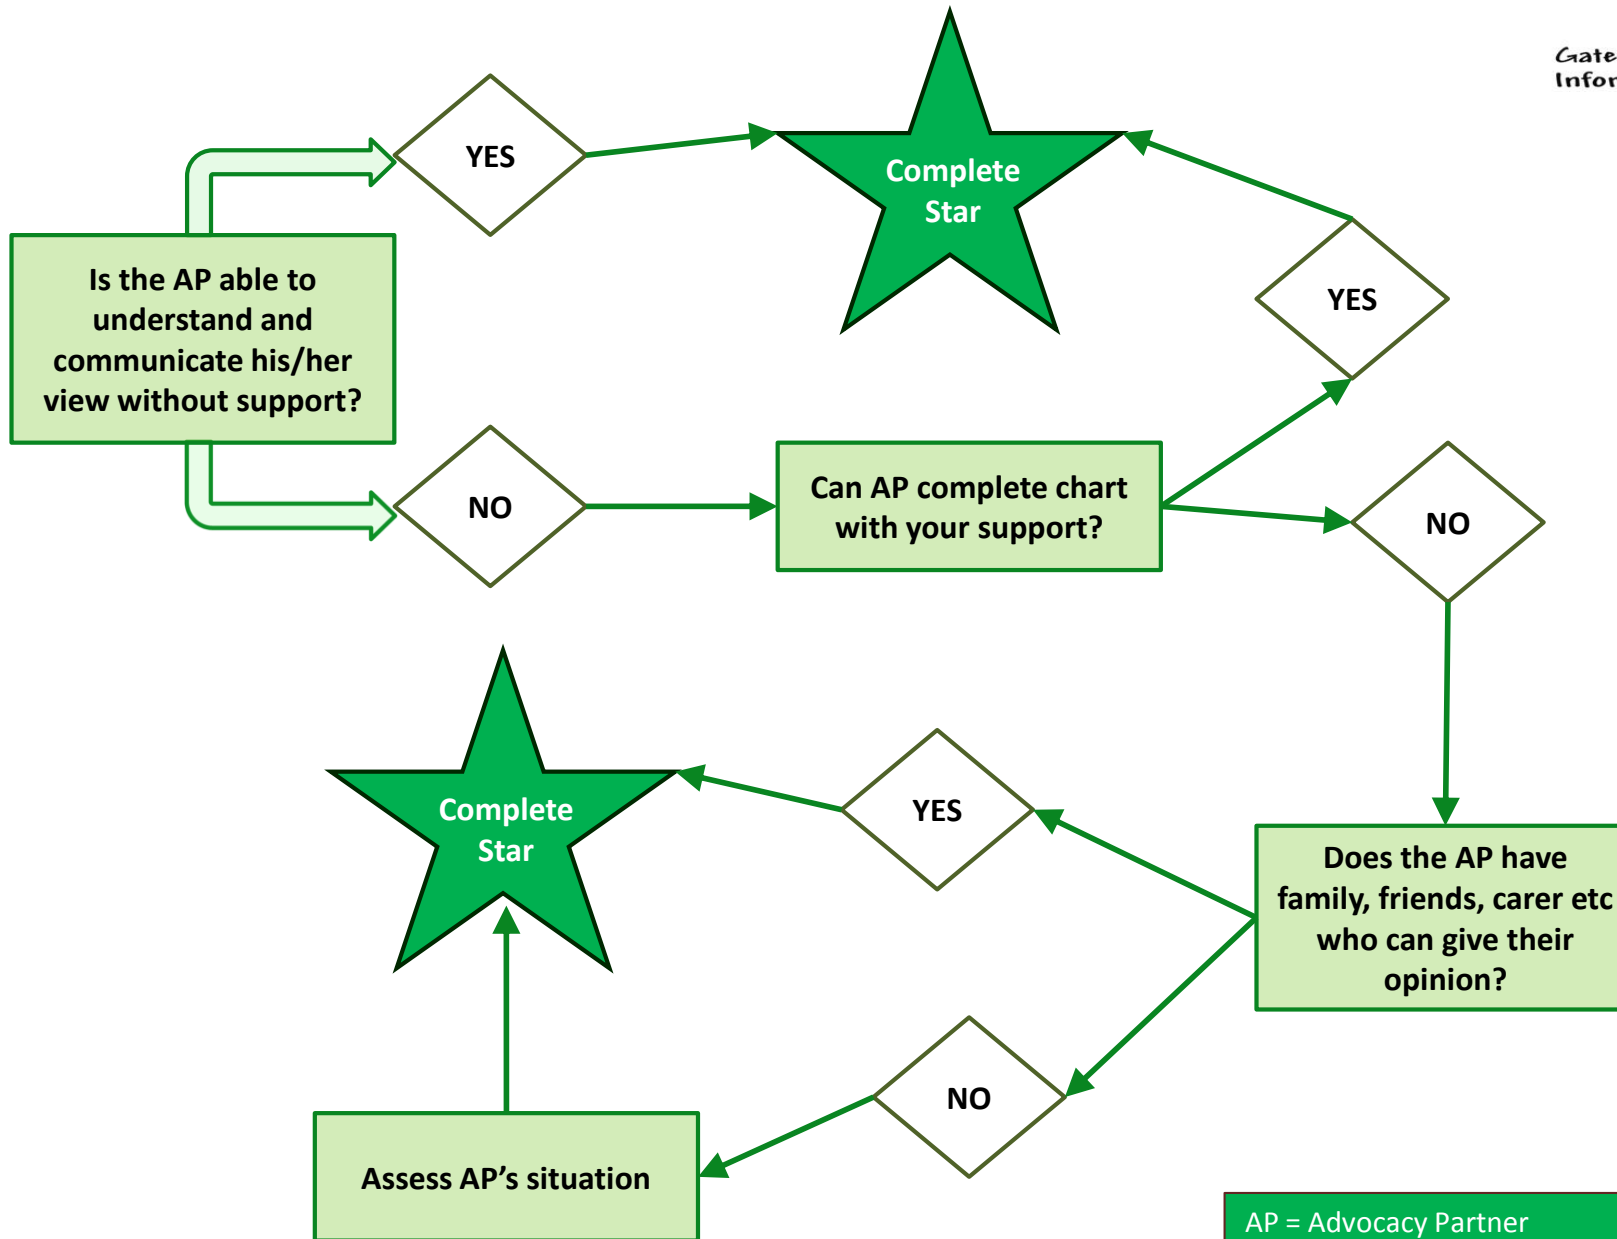 Gate
Infor
YES
Complete
Star
Is the AP able to
understand and
communicate his/her
view without support?
YES
NO
Can AP complete chart
with your support?
NO
Complete
Star
YES
Does the AP have
family, friends, carer etc
who can give their
opinion?
NO
Assess AP's situation
AP = Advocacy Partner